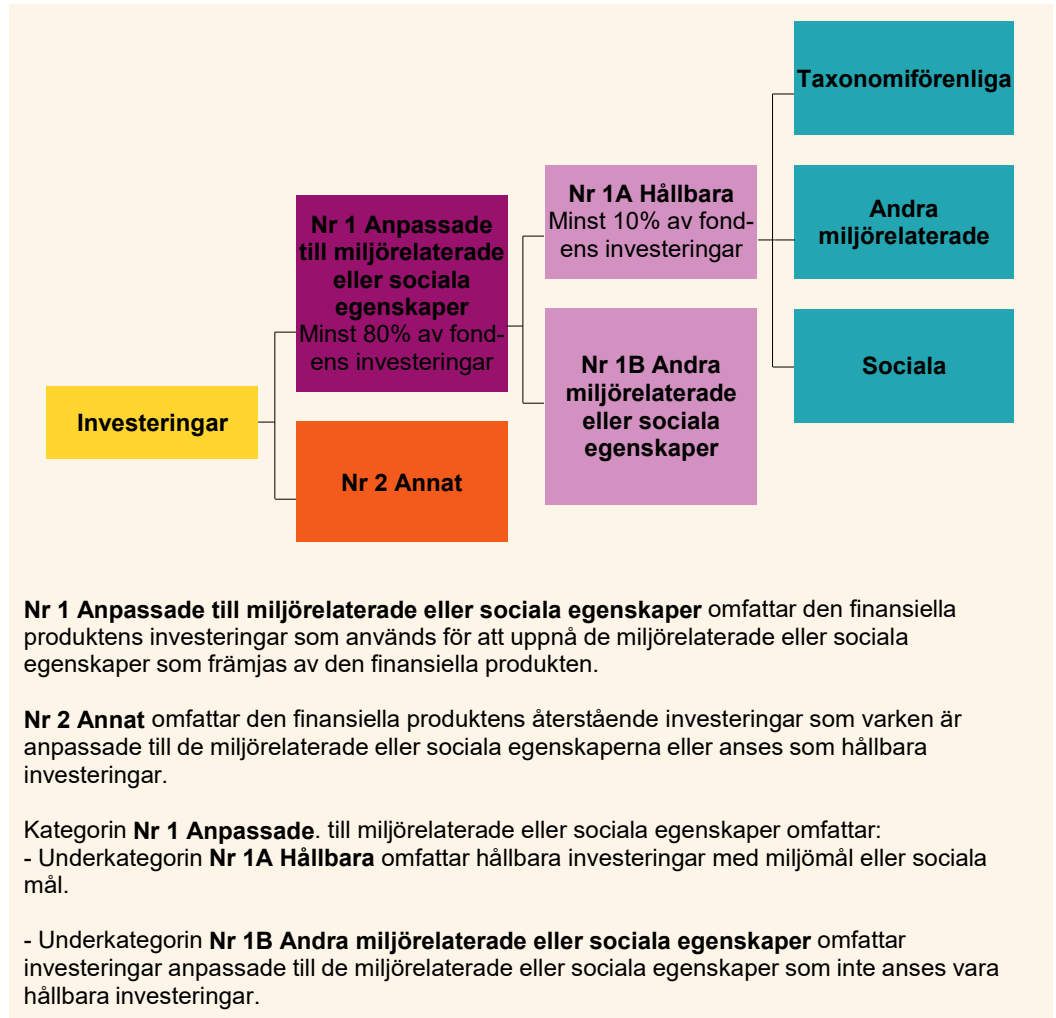 Taxonomiförenliga
Nr 1A Hållbara
Minst 10% av fond-
ens investeringar
Andra
miljörelaterade
Nr 1 Anpassade
till miljörelaterade
eller sociala
egenskaper
Minst 80% av fond-
ens investeringar
Nr 1B Andra
miljörelaterade
eller sociala
egenskaper
Sociala
Investeringar
Nr 2 Annat
Nr 1 Anpassade till miljörelaterade eller sociala egenskaper omfattar den finansiella
produktens investeringar som används för att uppnå de miljörelaterade eller sociala
egenskaper som främjas av den finansiella produkten.
Nr 2 Annat omfattar den finansiella produktens återstående investeringar som varken är
anpassade till de miljörelaterade eller sociala egenskaperna eller anses som hållbara
investeringar.
Kategorin Nr 1 Anpassade. till miljörelaterade eller sociala egenskaper omfattar:
- Underkategorin Nr 1A Hållbara omfattar hållbara investeringar med miljömål eller sociala
mål.
- Underkategorin Nr 1B Andra miljörelaterade eller sociala egenskaper omfattar
investeringar anpassade till de miljörelaterade eller sociala egenskaper som inte anses vara
hållbara investeringar.